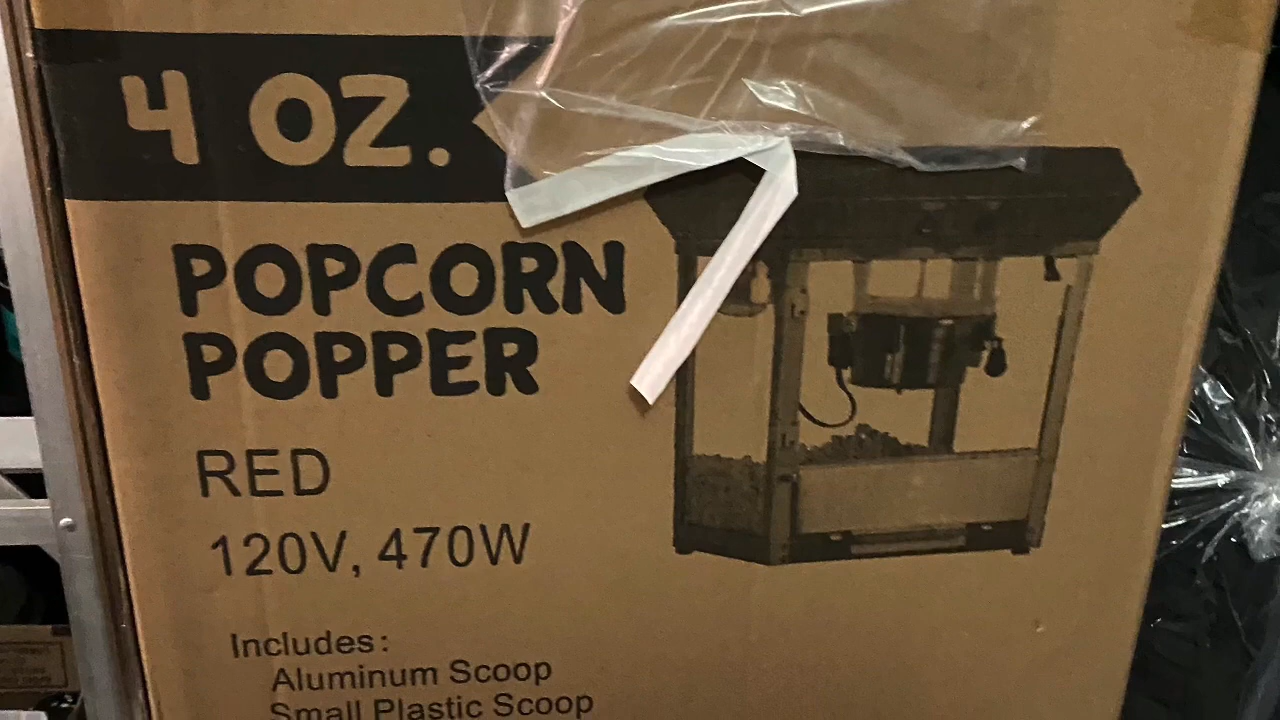 4 OZ.
POPCORN
POPPER
RED
120V, 470W
Includes:
Aluminum Scoop
Small Plastic Scoop